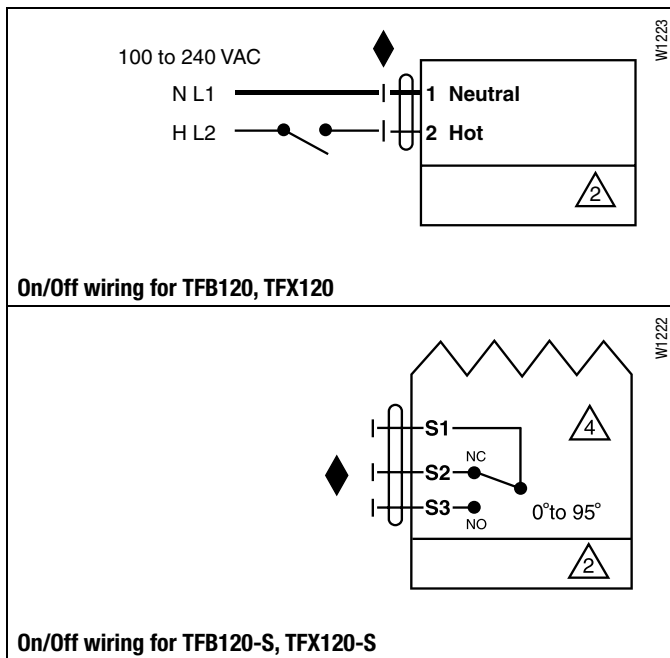 W1223
100 to 240 VAC
N L1
1 Neutral
H L2
2 Hot
2
On/Off wiring for TFB120, TFX120
W1222
S1
4
S2
NC
S3
NO
0°to 95°
2
On/Off wiring for TFB120-S, TFX120-S